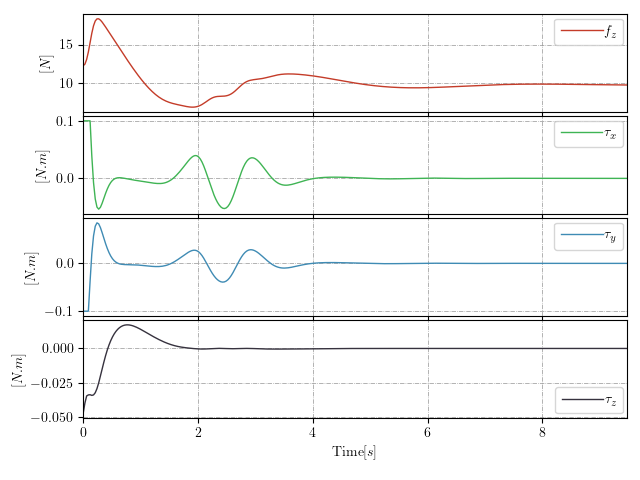 [N]
15
10
f_z
[N.m]
0.1
0.0
τ_x
[N.m]
0.0
−0.1
τ_y
[N.m]
0.000
−0.025
−0.050
τ_z
0 2 4 6 8
Time[s]